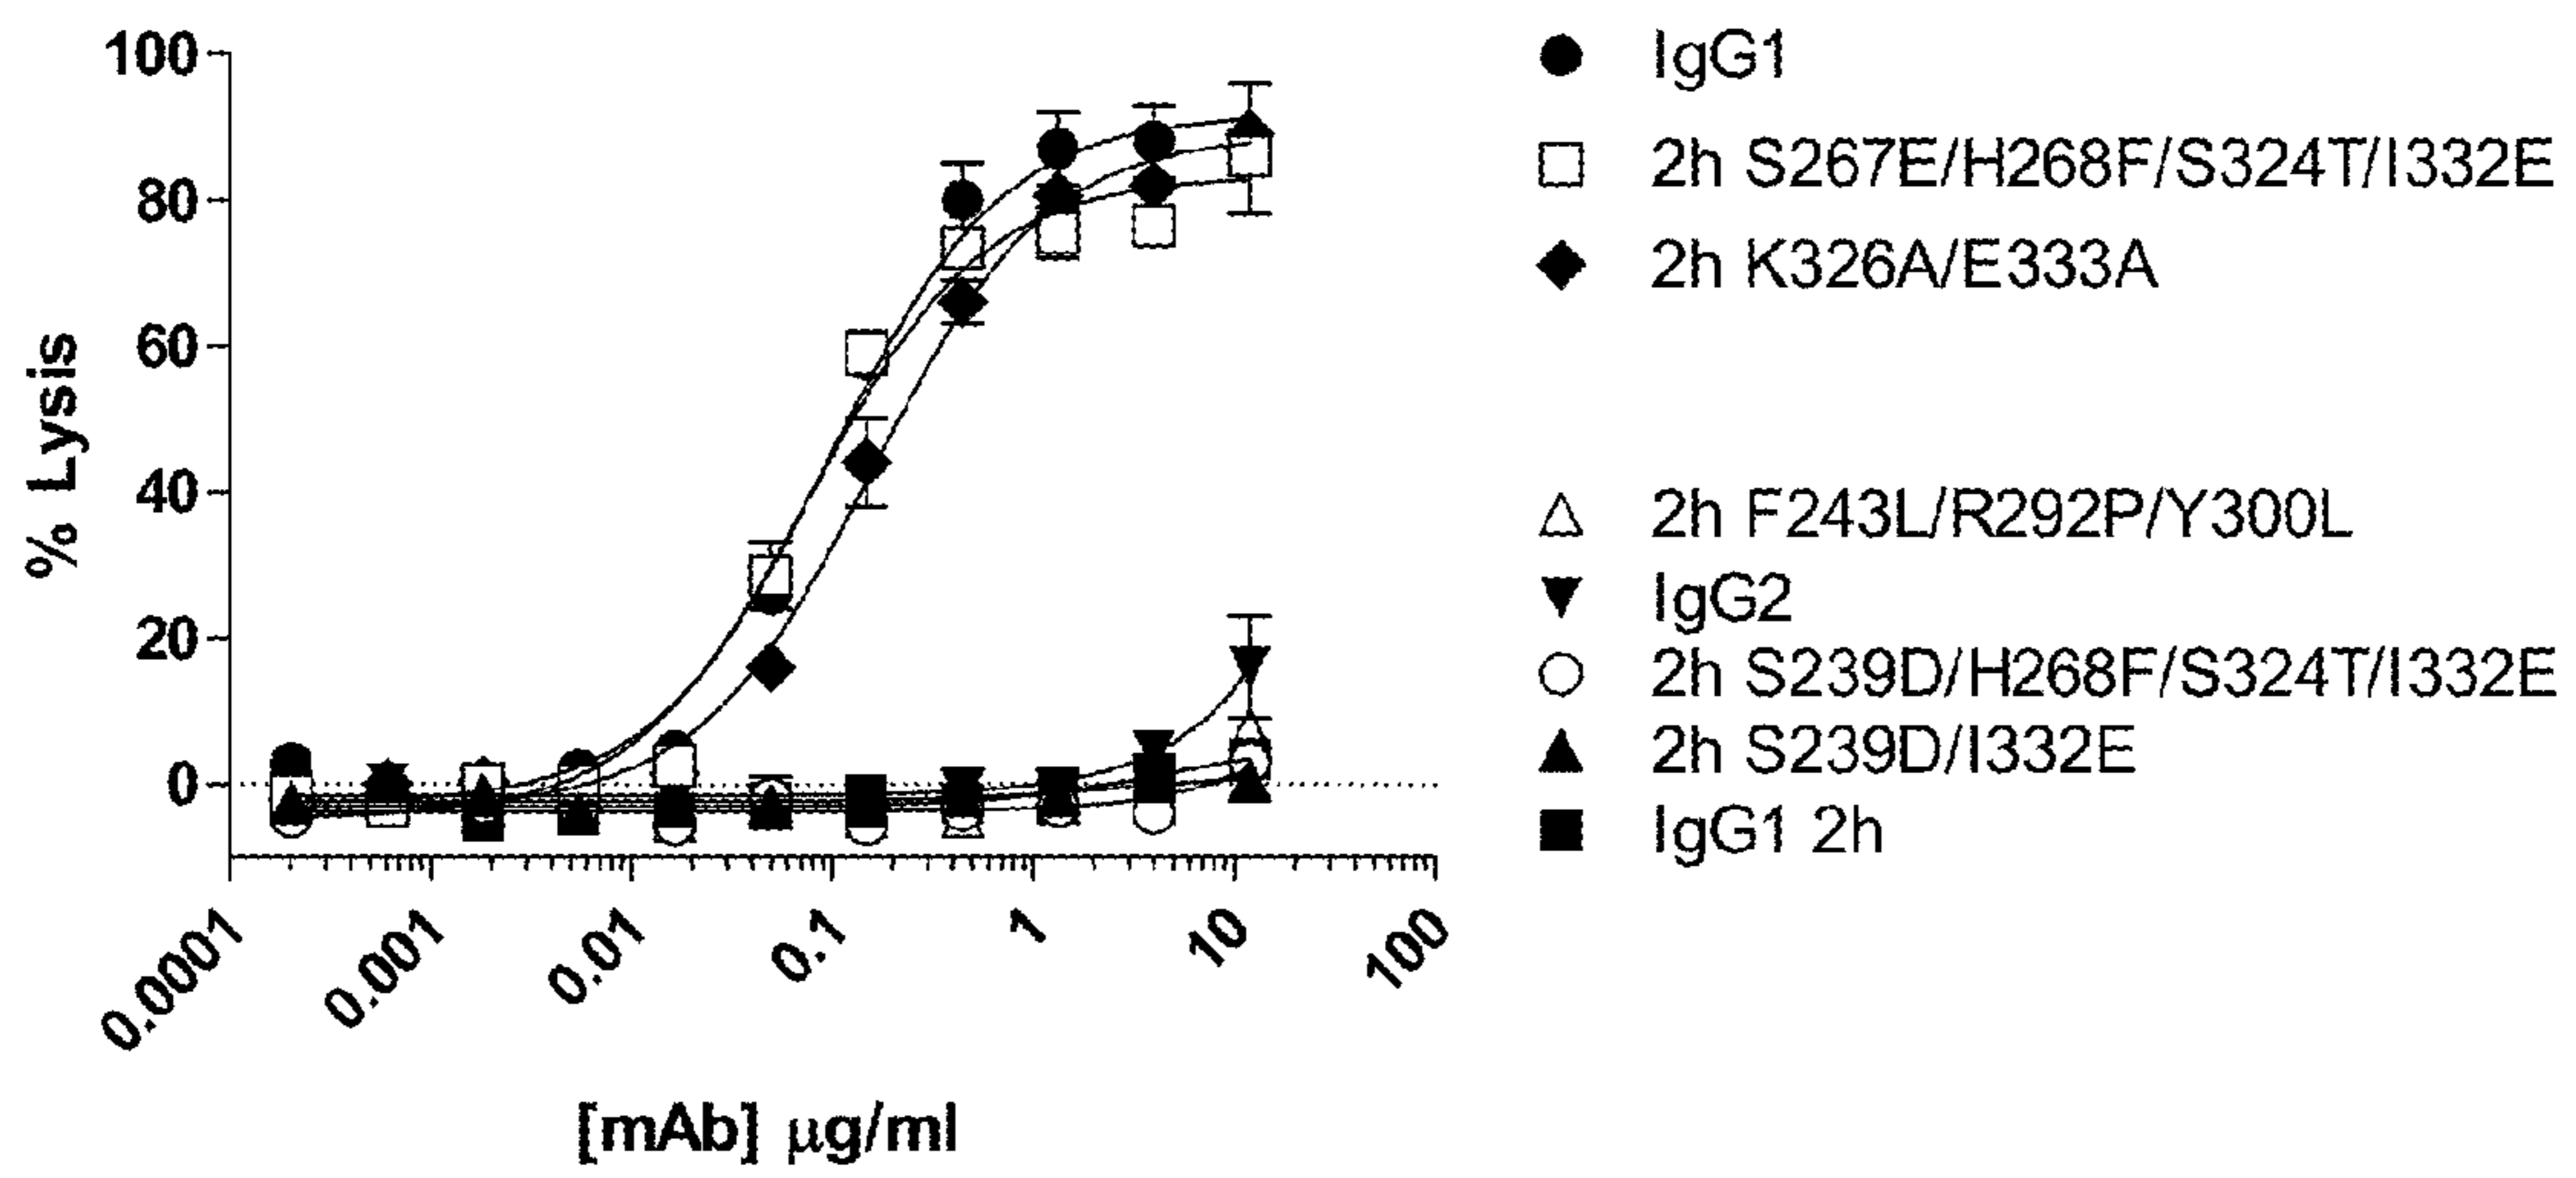 100
80
60
40
20
0
% Lysis
0.0001
0.001
0.01
0.1
1
10
100
[mAb] μg/ml
IgG1
2h S267E/H268F/S324T/I332E
2h K326A/E333A
2h F243L/R292P/Y300L
IgG2
2h S239D/H268F/S324T/I332E
2h S239D/I332E
IgG1 2h